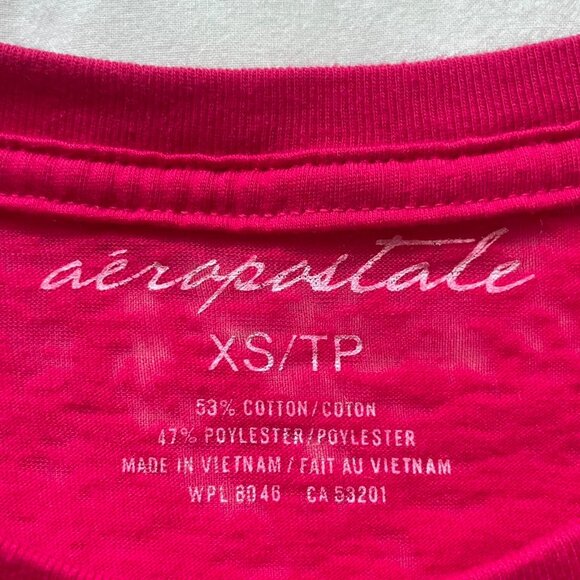 aéropostale
XS/TP
53% COTTON/COTON
47% POYLESTER/POYLESTER
MADE IN VIETNAM / FAIT AU VIETNAM
WPL 8046 CA 53201